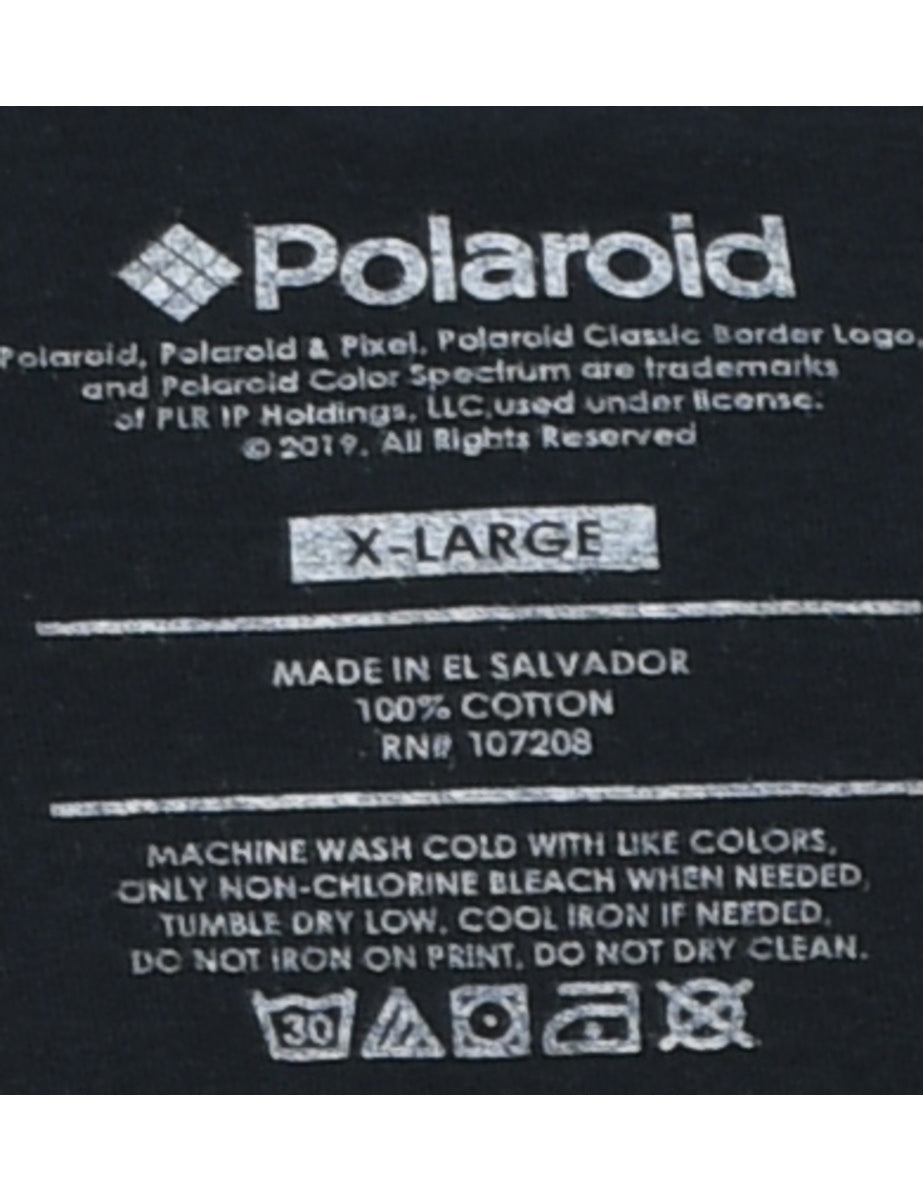 Polaroid
Polaroid, Polaroid & Pixel, Polaroid Classic Border Logo,
and Polaroid Color Spectrum are trademarks
of PLR IP Holdings, LLC,used under license.
© 2019. All Rights Reserved
X-LARGE
MADE IN EL SALVADOR
100% COTTON
RN# 107208
MACHINE WASH COLD WITH LIKE COLORS,
ONLY NON-CHLORINE BLEACH WHEN NEEDED,
TUMBLE DRY LOW. COOL IRON IF NEEDED.
DO NOT IRON ON PRINT. DO NOT DRY CLEAN.
30